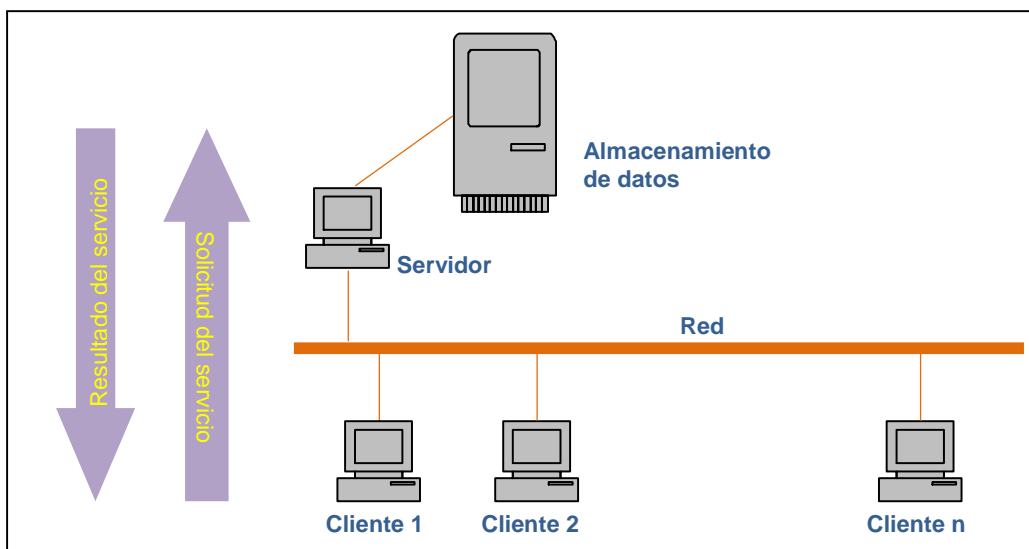 Almacenamiento
de datos
Servidor
Resultado del servicio
Solicitud del servicio
Red
Cliente 1
Cliente 2
Cliente n